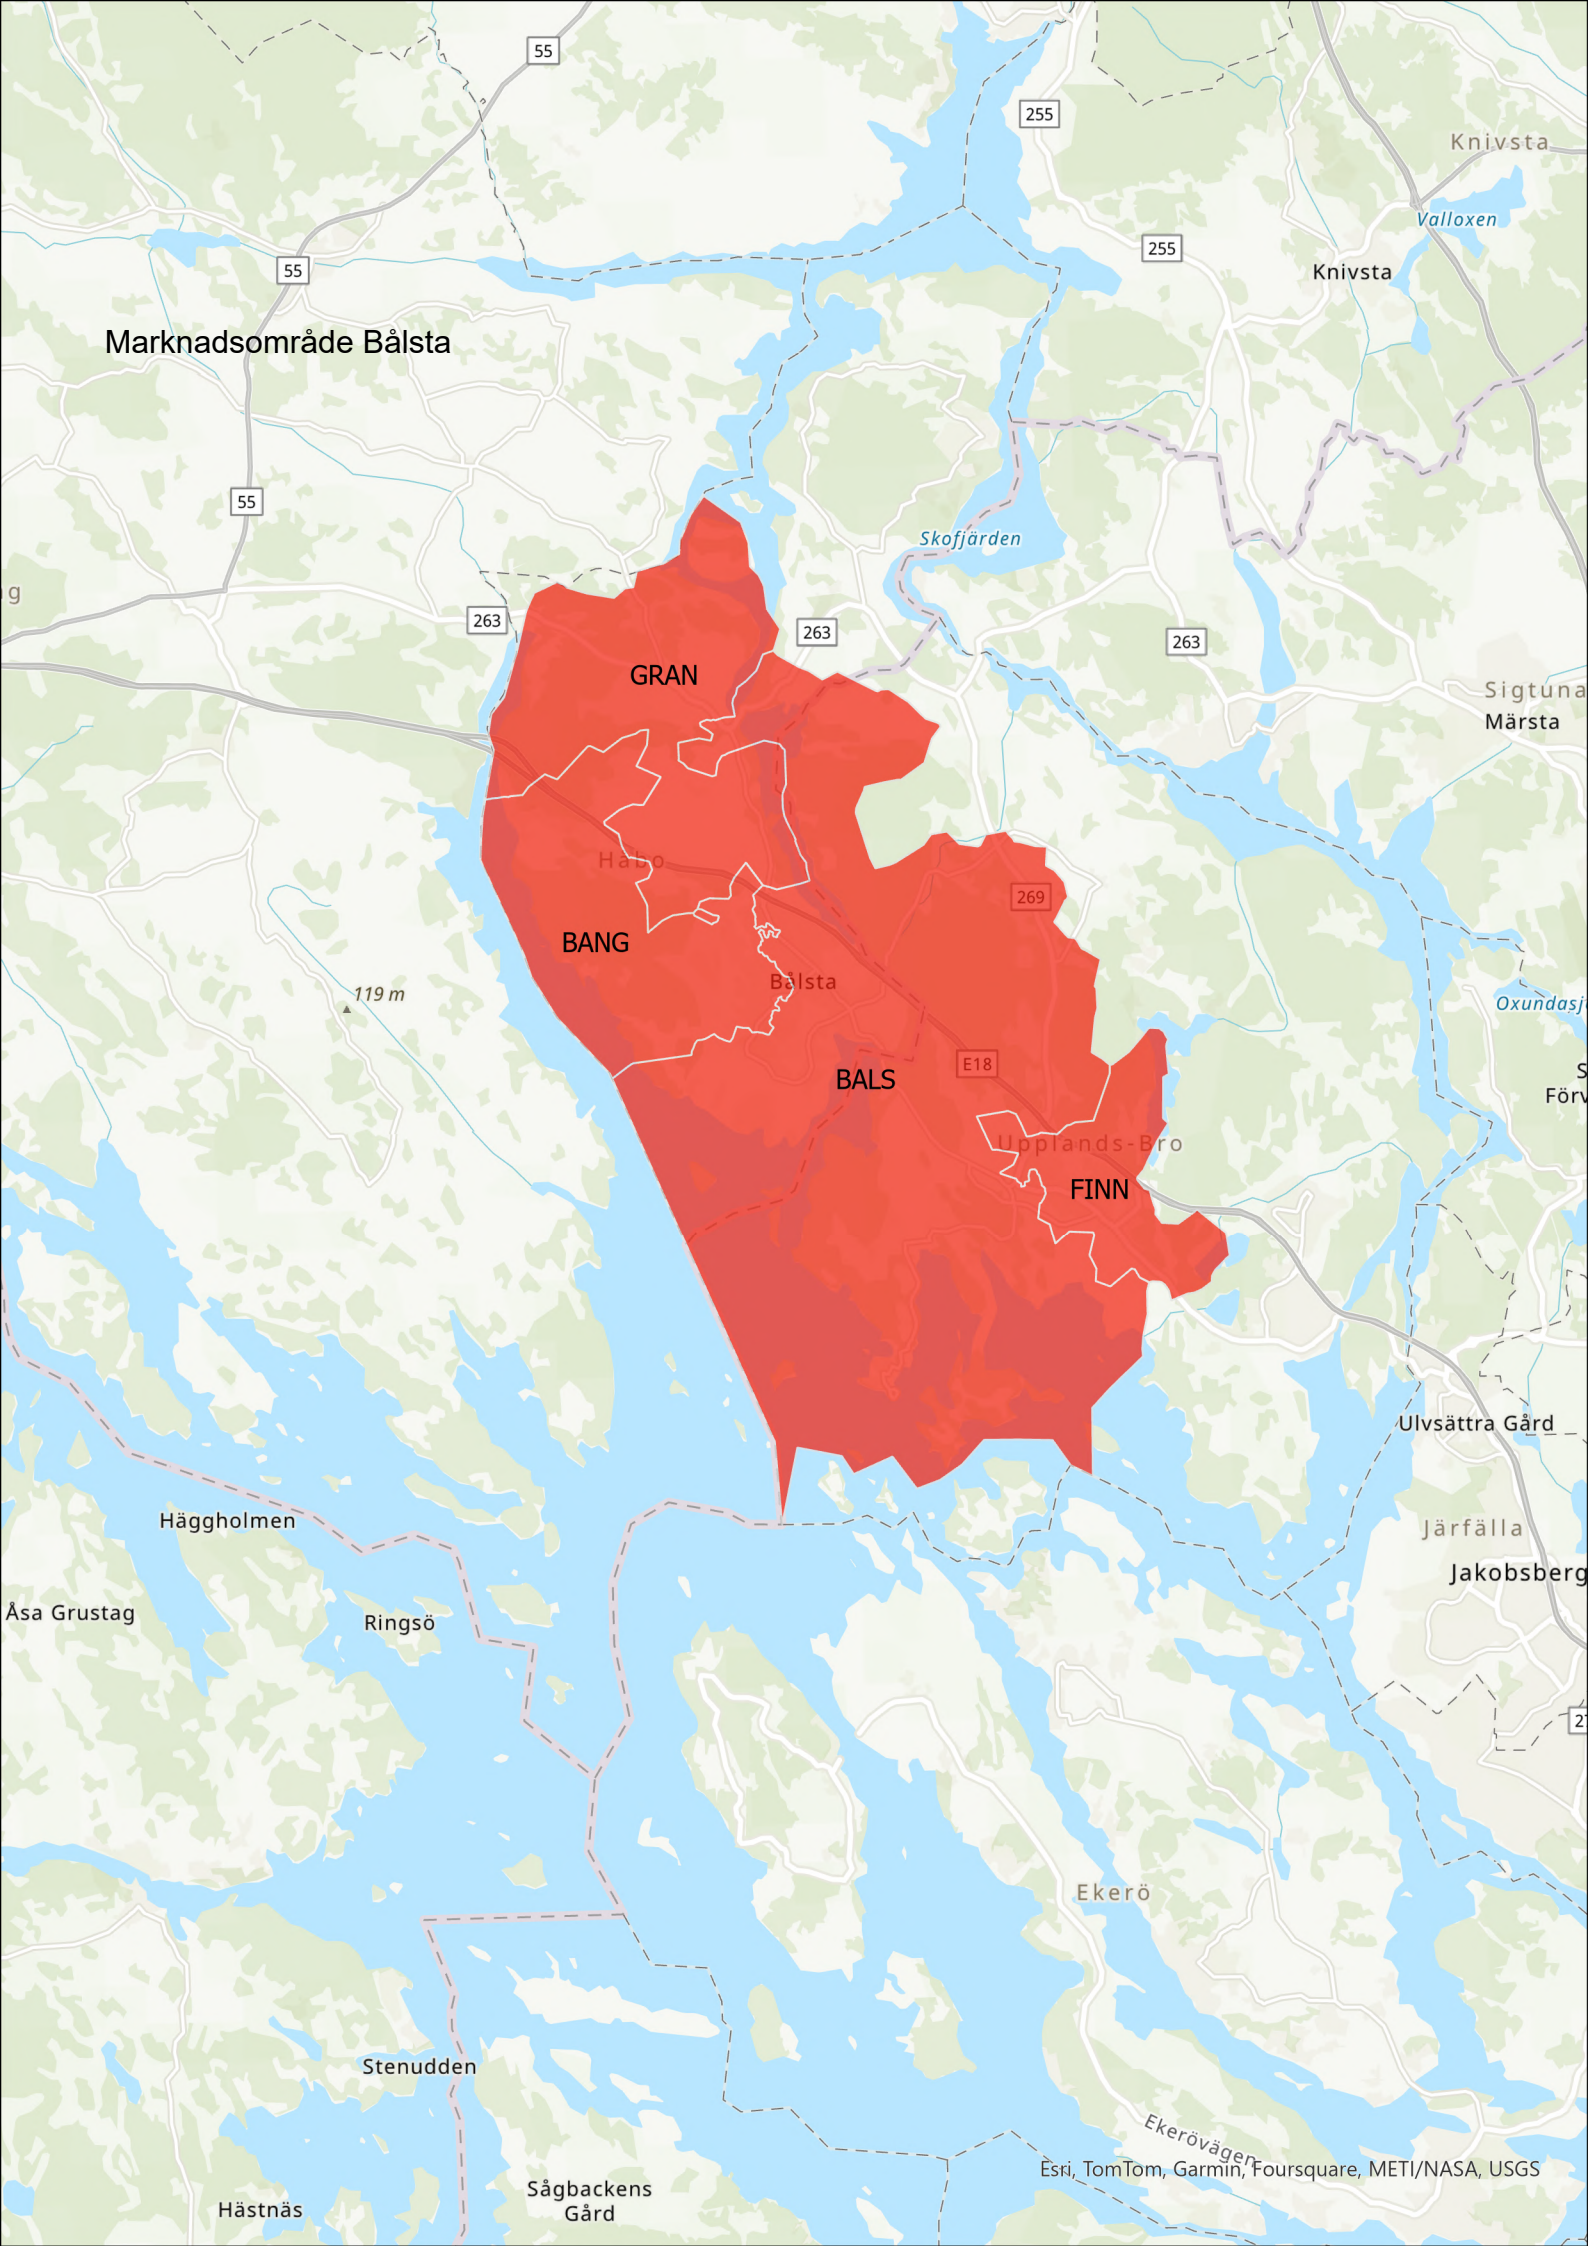 55
255
Knivsta
Valloxen
255
55
Knivsta
Marknadsområde Bålsta
55
Skofjärden
263
263
263
GRAN
Sigtuna
Märsta
Håbo
269
BANG
Bålsta
119 m
Oxundasj
E18
BALS
Förv
Upplands-Bro
FINN
Ulvsättra Gård
Häggholmen
Järfälla
Jakobsberg
Åsa Grustag
Ringsö
Ekerö
Stenudden
Ekerövägen
Esri, TomTom, Garmin, Foursquare, METI/NASA, USGS
Sågbackens
Gård
Hästnäs